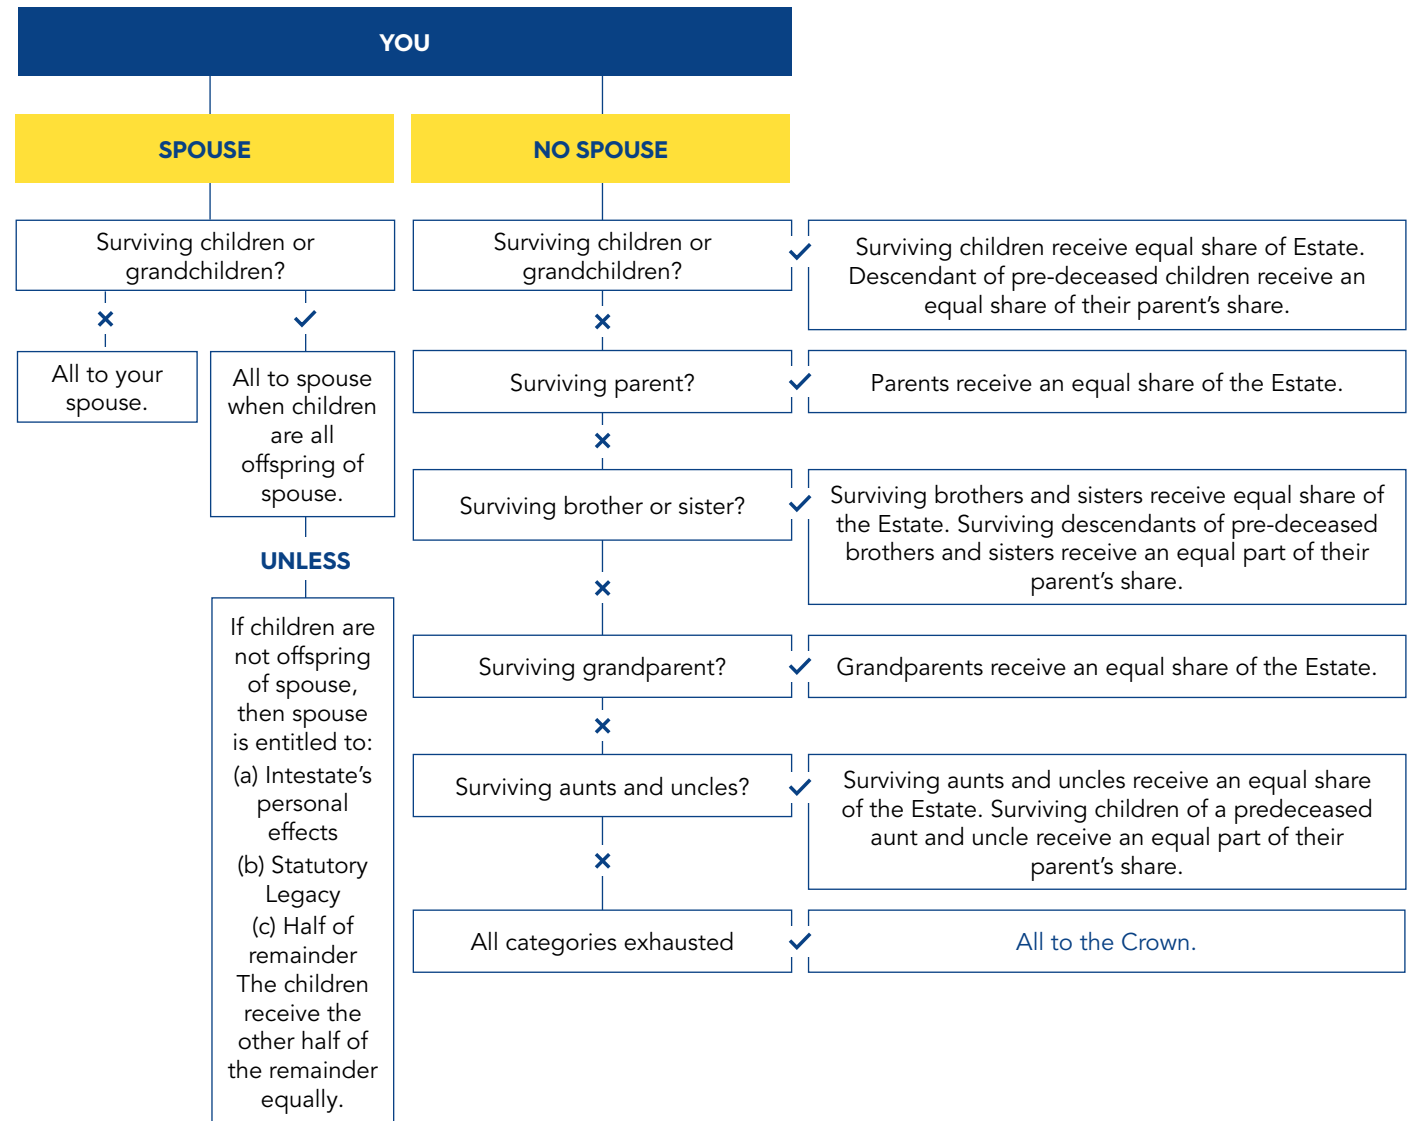 YOU
SPOUSE
Surviving children or
grandchildren?
All to your
spouse.
All to spouse
when children
are all
offspring of
spouse.
UNLESS
If children are
not offspring
of spouse,
then spouse
is entitled to:
(a) Intestate’s
personal
effects
(b) Statutory
Legacy
(c) Half of
remainder
The children
receive the
other half of
the remainder
equally.
NO SPOUSE
Surviving children or
grandchildren?
Surviving children receive equal share of Estate.
Descendant of pre-deceased children receive an
equal share of their parent’s share.
Surviving parent?
Parents receive an equal share of the Estate.
Surviving brother or sister?
Surviving brothers and sisters receive equal share of
the Estate. Surviving descendants of pre-deceased
brothers and sisters receive an equal part of their
parent’s share.
Surviving grandparent?
Grandparents receive an equal share of the Estate.
Surviving aunts and uncles?
Surviving aunts and uncles receive an equal share
of the Estate. Surviving children of a predeceased
aunt and uncle receive an equal part of their
parent’s share.
All categories exhausted
All to the Crown.